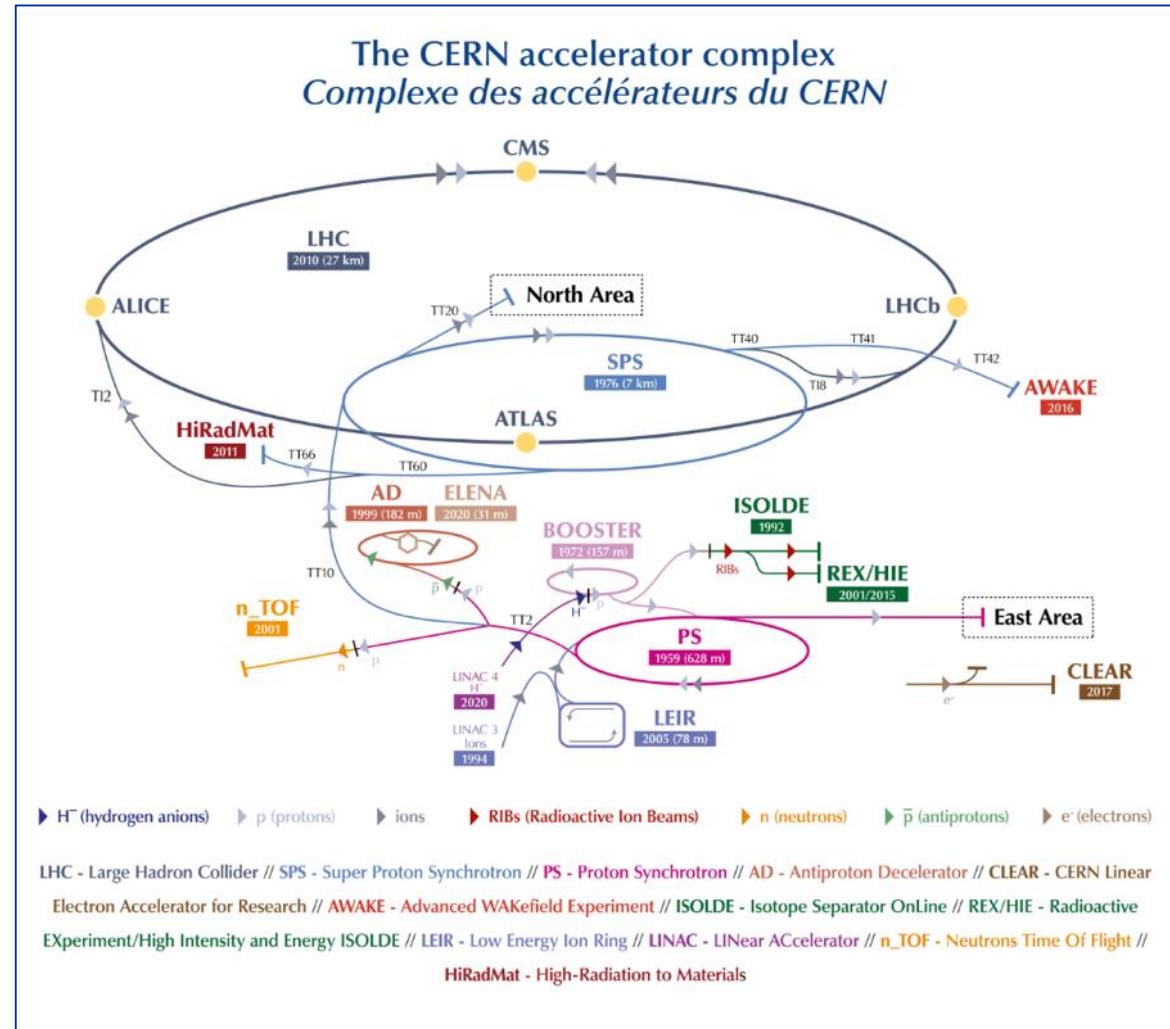 The CERN accelerator complex
Complexe des accélérateurs du CERN
CMS
LHC
2010 (27 km)
ALICE
TT20
North Area
LHCb
TT40
TT41
SPS
1976 (7 km)
TT42
TI8
TI2
AWAKE
2016
ATLAS
HiRadMat
2011
TT66
TT60
AD
1999 (182 m)
ELENA
2020 (31 m)
ISOLDE
1992
BOOSTER
1972 (157 m)
RIBs
REX/HIE
2001/2015
TT10
p̅
p
H⁻
p
n_TOF
2001
TT2
East Area
n
p
PS
1959 (628 m)
LINAC 4
H⁻
2020
CLEAR
2017
e⁻
LINAC 3
Ions
1994
LEIR
2005 (78 m)
H⁻ (hydrogen anions) p (protons) ions RIBs (Radioactive Ion Beams) n (neutrons) p̅ (antiprotons) e⁻ (electrons)
LHC - Large Hadron Collider // SPS - Super Proton Synchrotron // PS - Proton Synchrotron // AD - Antiproton Decelerator // CLEAR - CERN Linear
Electron Accelerator for Research // AWAKE - Advanced WAKefield Experiment // ISOLDE - Isotope Separator OnLine // REX/HIE - Radioactive
EXperiment/High Intensity and Energy ISOLDE // LEIR - Low Energy Ion Ring // LINAC - LINear ACcelerator // n_TOF - Neutrons Time Of Flight //
HiRadMat - High-Radiation to Materials